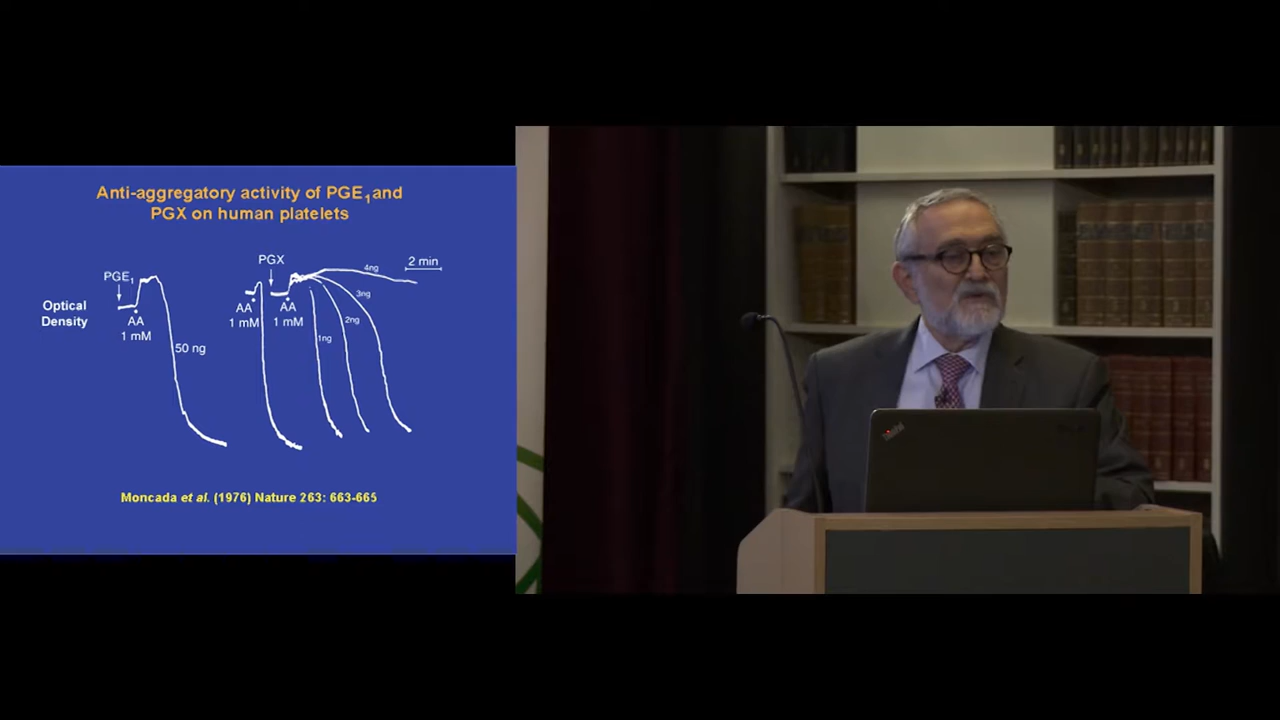 Anti-aggregatory activity of PGE1 and
PGX on human platelets
PGX
2 min
PGE1
4ng
3ng
Optical
Density
AA
1 mM
AA
1 mM
AA
1 mM
2ng
1ng
50 ng
Moncada et al. (1976) Nature 263: 663-665
ThinkPad